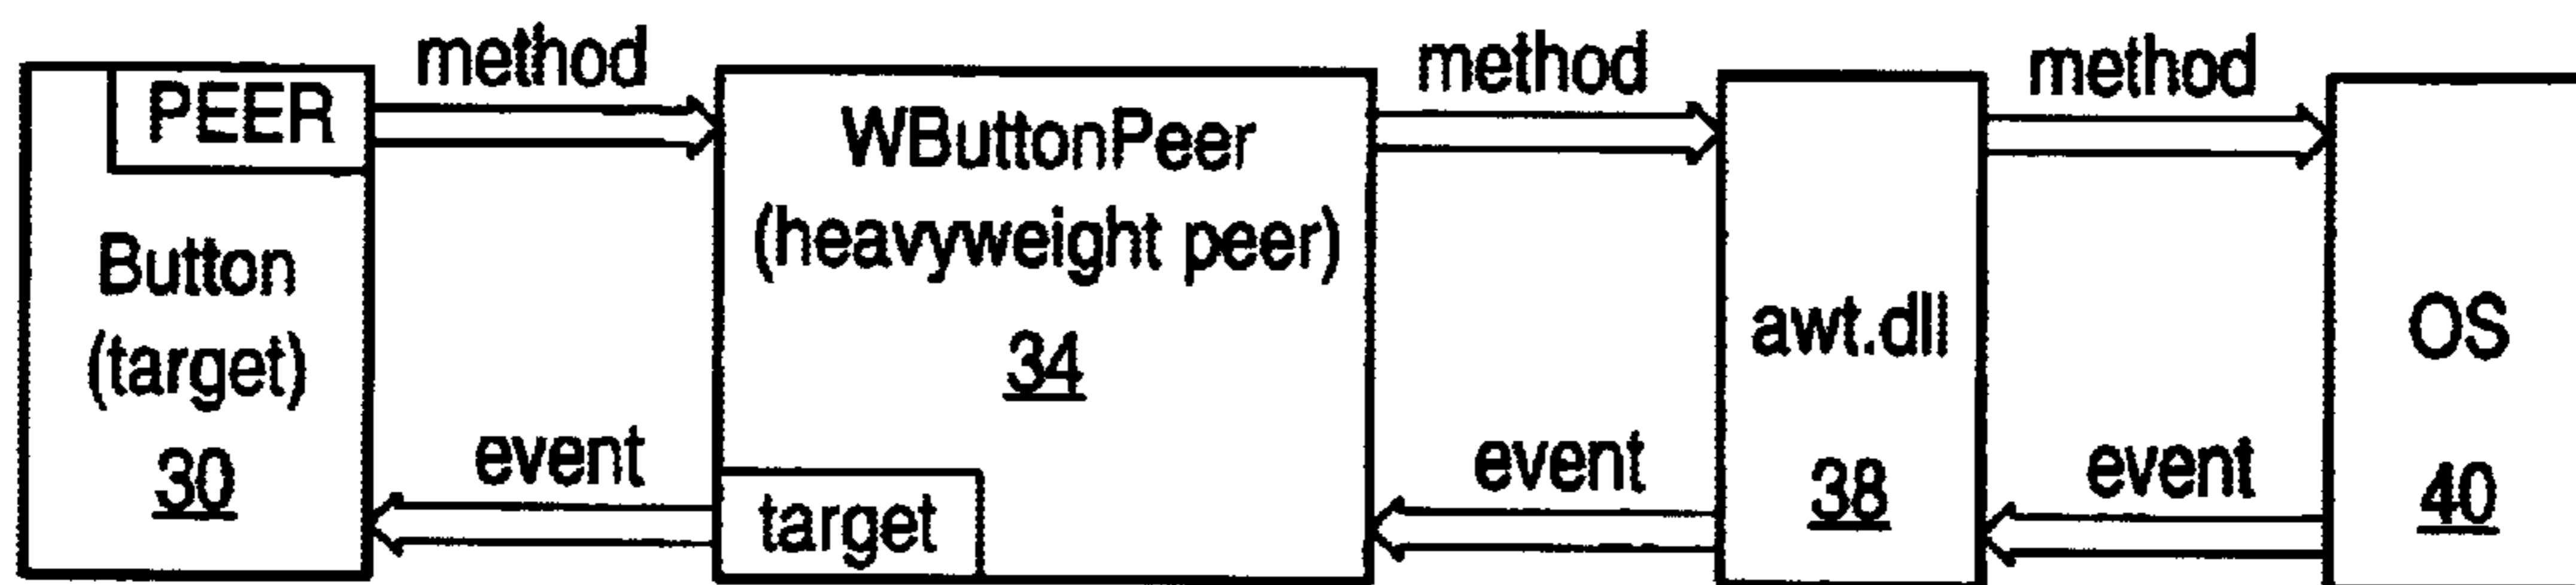 method
PEER
Button
(target)
30
event
WButtonPeer
(heavyweight peer)
34
target
method
event
awt.dll
38
method
event
OS
40